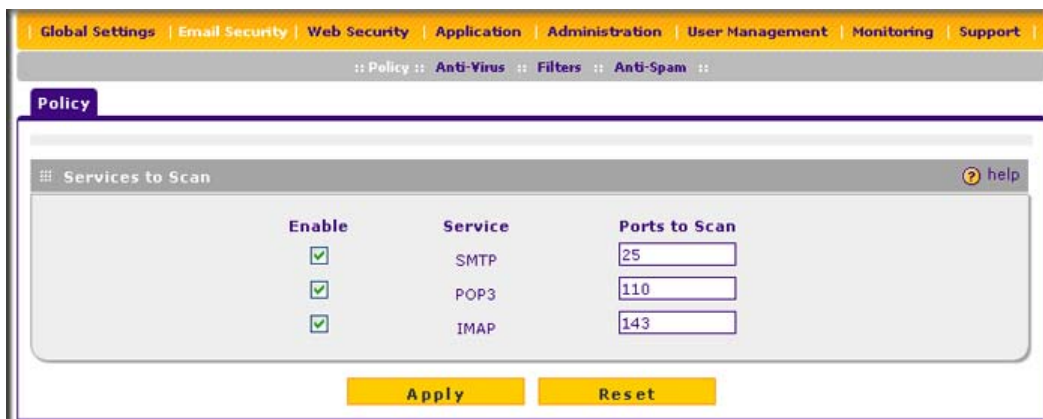 Global Settings | Email Security | Web Security | Application | Administration | User Management | Monitoring | Support
:: Policy :: Anti-Virus :: Filters :: Anti-Spam ::
Policy
Services to Scan ? help
Enable Service Ports to Scan
SMTP 25
POP3 110
IMAP 143
Apply Reset